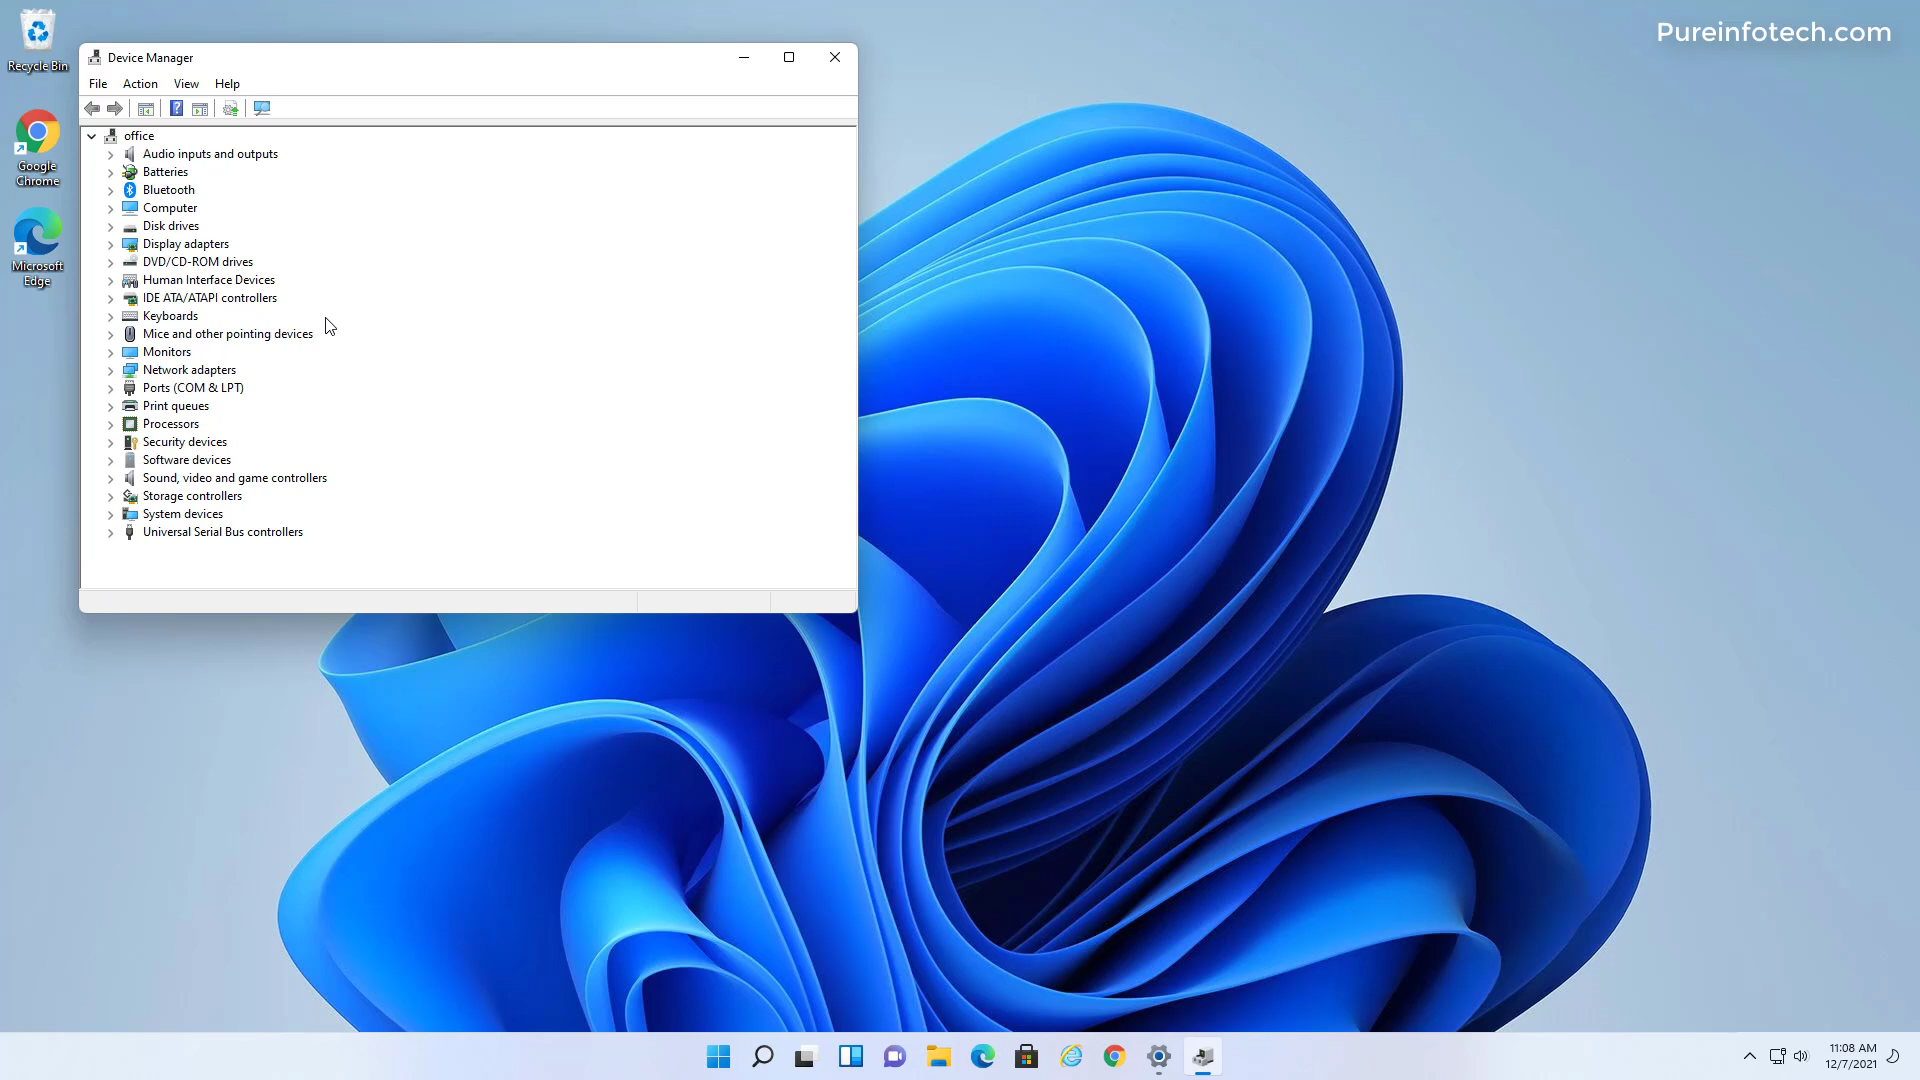 Pureinfotech.com
Recycle Bin
Google
Chrome
Microsoft
Edge
Device Manager
File Action View Help
office
Audio inputs and outputs
Batteries
Bluetooth
Computer
Disk drives
Display adapters
DVD/CD-ROM drives
Human Interface Devices
IDE ATA/ATAPI controllers
Keyboards
Mice and other pointing devices
Monitors
Network adapters
Ports (COM & LPT)
Print queues
Processors
Security devices
Software devices
Sound, video and game controllers
Storage controllers
System devices
Universal Serial Bus controllers
11:08 AM
12/7/2021